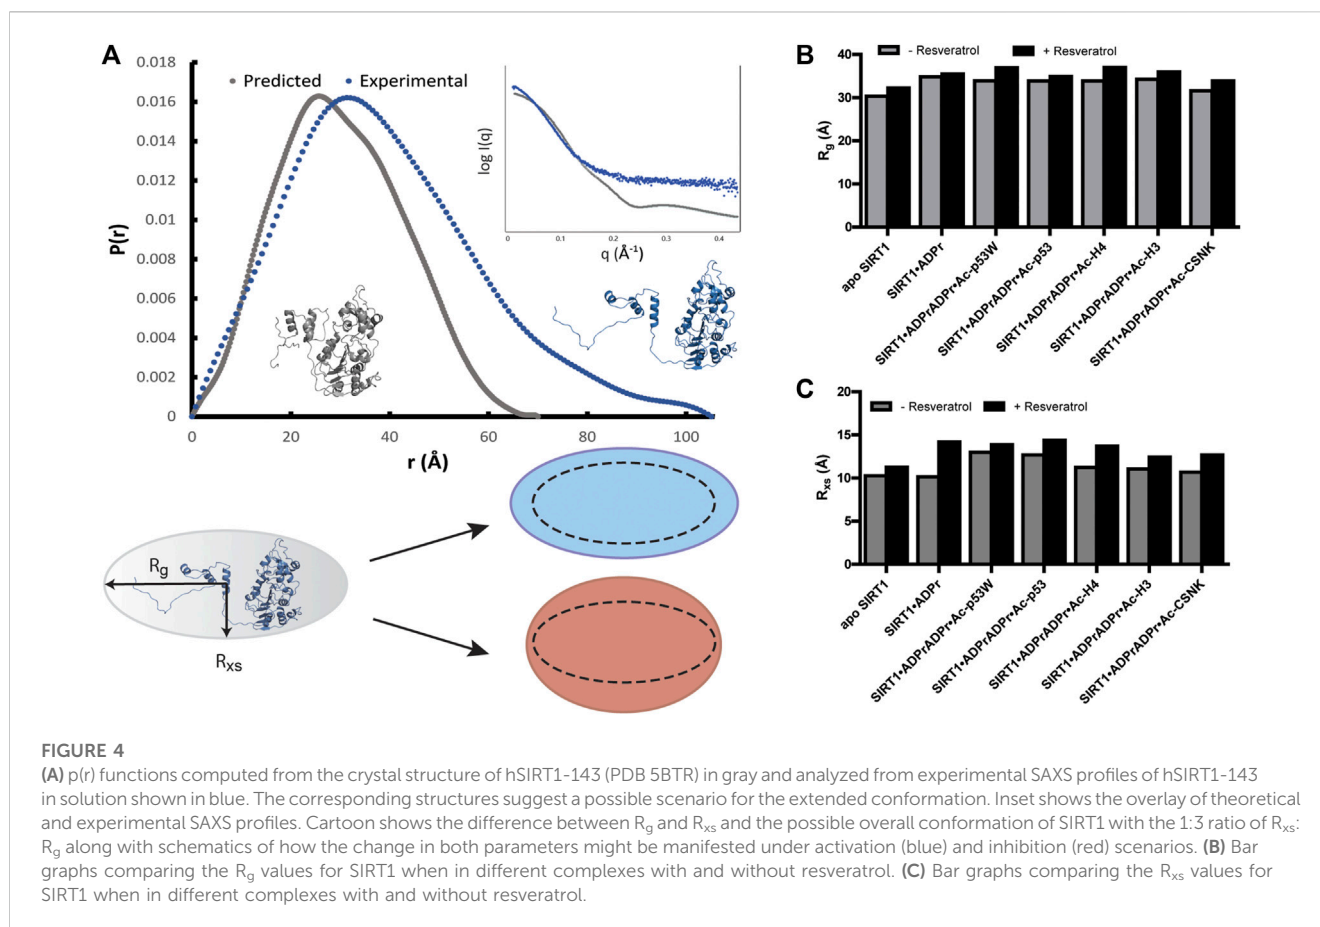 A
0.018
0.016
0.014
0.012
0.01
0.008
0.006
0.004
0.002
0
P(r)
Predicted
Experimental
0
20
40
60
80
100
r (Å)
log I(q)
0
0.1
0.2
0.3
0.4
q (Å-1)
Rg
Rxs
B
- Resveratrol
+ Resveratrol
40
30
20
10
0
Rg (Å)
apo SIRT1
SIRT1•ADPr
SIRT1•ADPrADPr•Ac-p53W
SIRT1•ADPrADPr•Ac-p53
SIRT1•ADPrADPr•Ac-H4
SIRT1•ADPrADPr•Ac-H3
SIRT1•ADPrADPr•Ac-CSNK
C
- Resveratrol
+ Resveratrol
20
15
10
5
0
Rxs (Å)
apo SIRT1
SIRT1•ADPr
SIRT1•ADPrADPr•Ac-p53W
SIRT1•ADPrADPr•Ac-p53
SIRT1•ADPrADPr•Ac-H4
SIRT1•ADPrADPr•Ac-H3
SIRT1•ADPrADPr•Ac-CSNK
FIGURE 4
(A) p(r) functions computed from the crystal structure of hSIRT1-143 (PDB 5BTR) in gray and analyzed from experimental SAXS profiles of hSIRT1-143
in solution shown in blue. The corresponding structures suggest a possible scenario for the extended conformation. Inset shows the overlay of theoretical
and experimental SAXS profiles. Cartoon shows the difference between Rg and Rxs and the possible overall conformation of SIRT1 with the 1:3 ratio of Rxs:
Rg along with schematics of how the change in both parameters might be manifested under activation (blue) and inhibition (red) scenarios. (B) Bar
graphs comparing the Rg values for SIRT1 when in different complexes with and without resveratrol. (C) Bar graphs comparing the Rxs values for
SIRT1 when in different complexes with and without resveratrol.